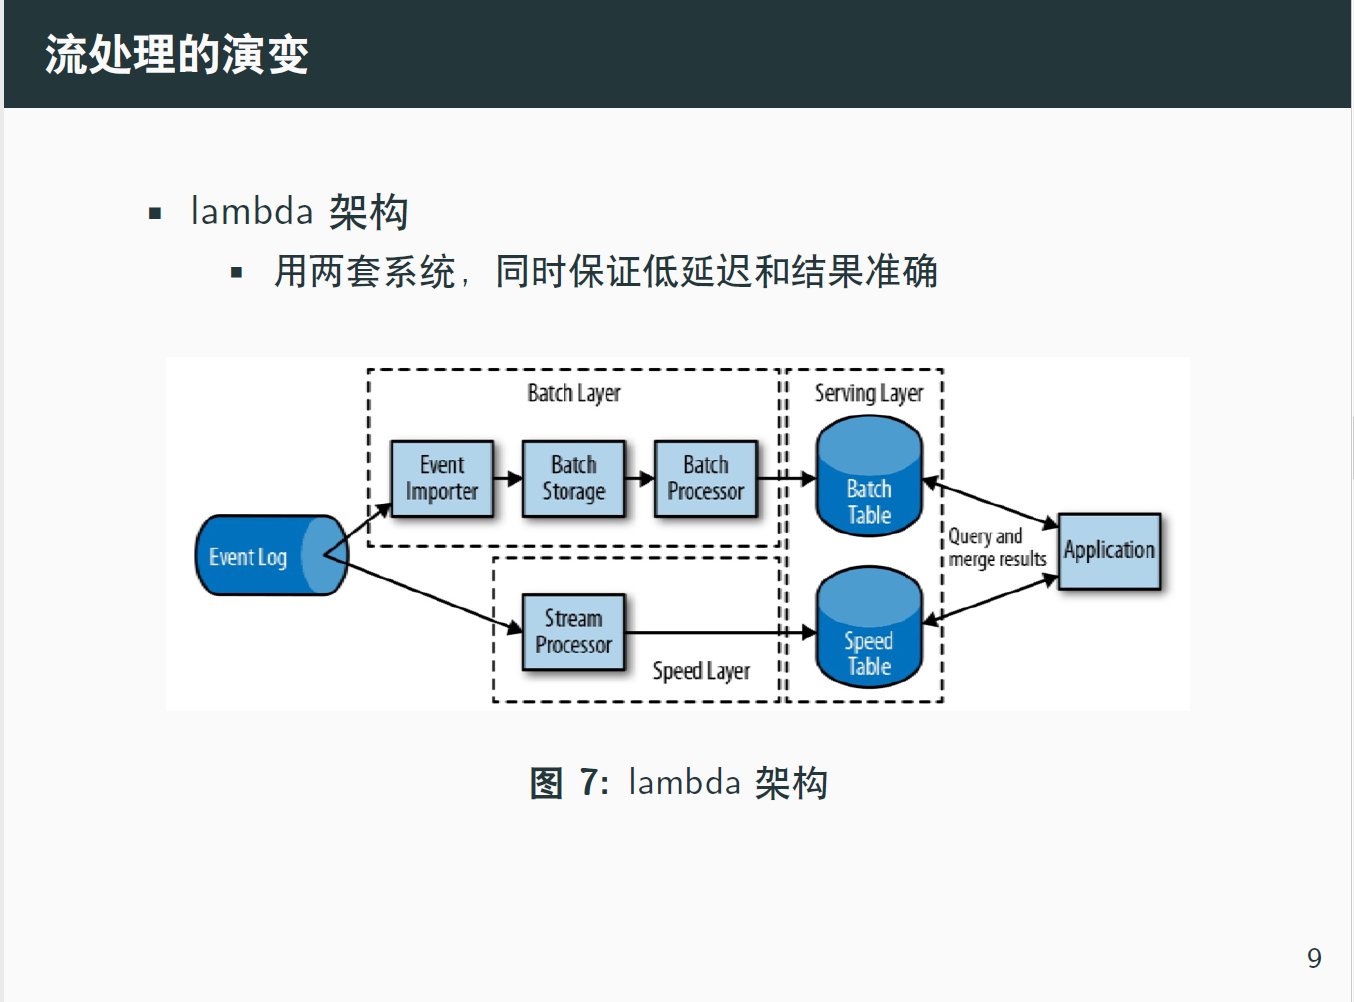 流处理的演变
lambda 架构
用两套系统，同时保证低延迟和结果准确
Batch Layer
Serving Layer
Event
Importer
Batch
Storage
Batch
Processor
Batch
Table
Event Log
Query and
merge results
Application
Stream
Processor
Speed Layer
Speed
Table
图 7: lambda 架构
9